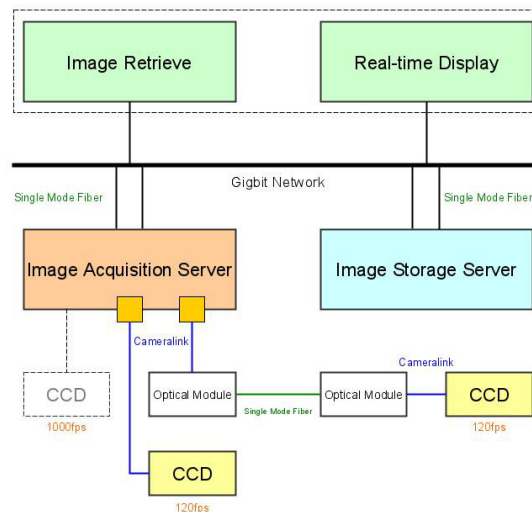 Image Retrieve
Real-time Display
Gigbit Network
Single Mode Fiber
Single Mode Fiber
Image Acquisition Server
Image Storage Server
Cameralink
Cameralink
CCD
Optical Module
Optical Module
CCD
Single Mode Fiber
1000fps
120fps
CCD
120fps